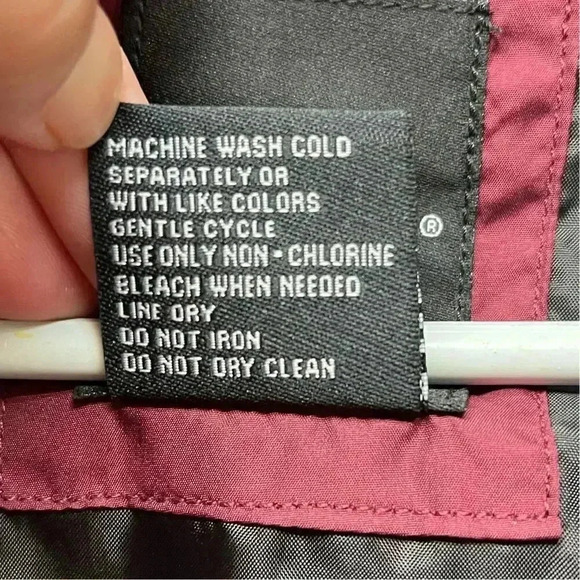 MACHINE WASH COLD
SEPARATELY OR
WITH LIKE COLORS
GENTLE CYCLE
®
USE ONLY NON-CHLORINE
BLEACH WHEN NEEDED
LINE DRY
DO NOT IRON
DO NOT DRY CLEAN